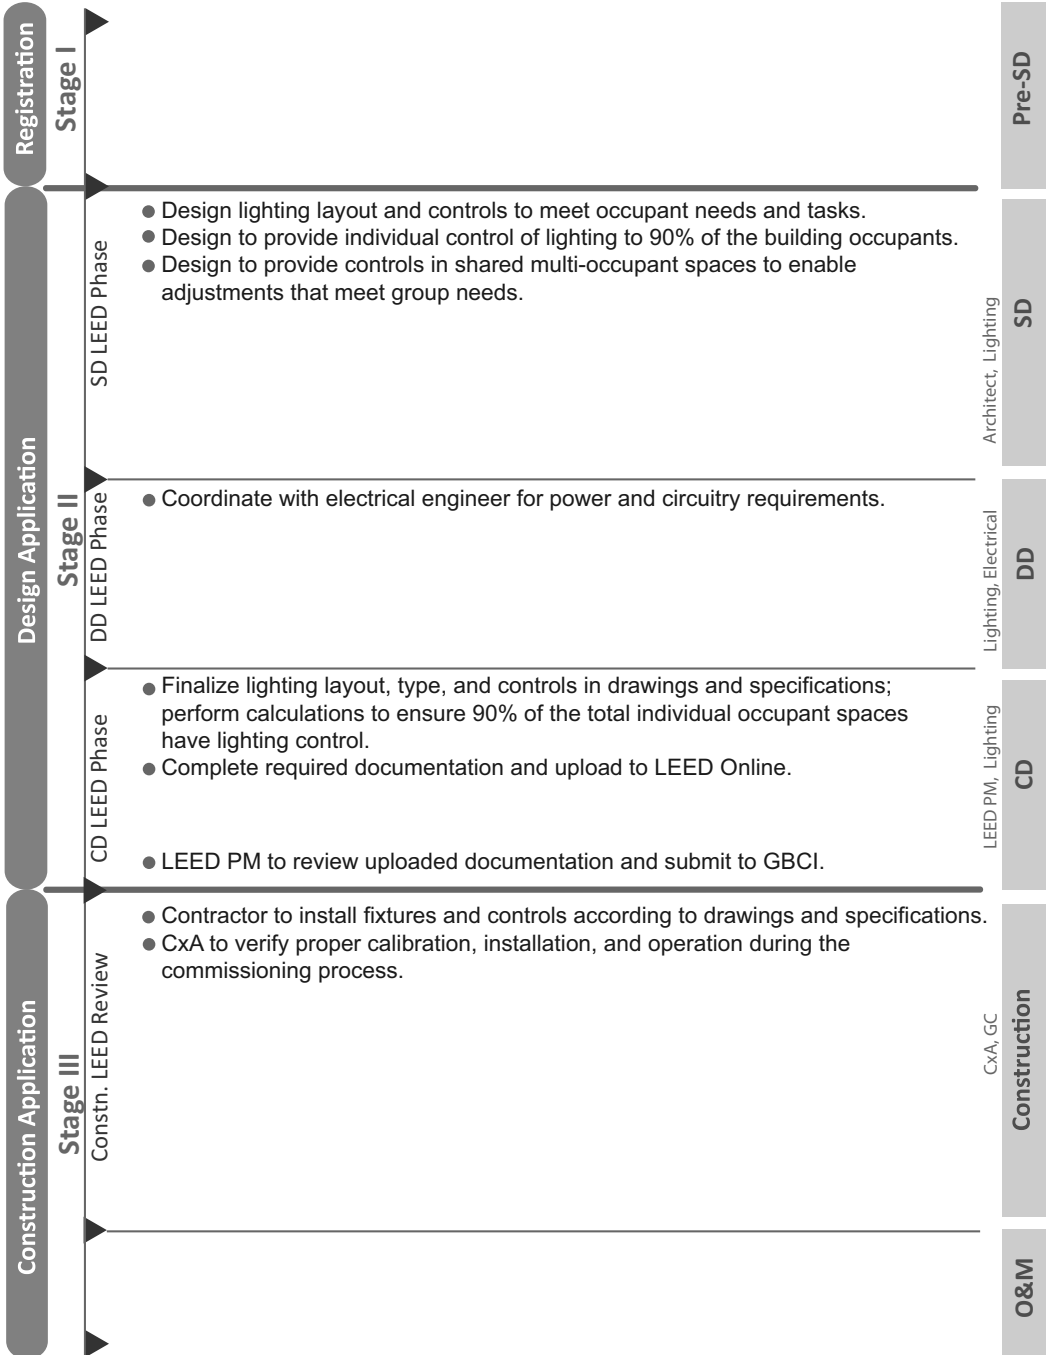 Registration
Stage I
Pre-SD
Design Application
Stage II
SD LEED Phase
● Design lighting layout and controls to meet occupant needs and tasks.
● Design to provide individual control of lighting to 90% of the building occupants.
● Design to provide controls in shared multi-occupant spaces to enable
adjustments that meet group needs.
Architect, Lighting
SD
DD LEED Phase
● Coordinate with electrical engineer for power and circuitry requirements.
Lighting, Electrical
DD
CD LEED Phase
● Finalize lighting layout, type, and controls in drawings and specifications;
perform calculations to ensure 90% of the total individual occupant spaces
have lighting control.
● Complete required documentation and upload to LEED Online.
● LEED PM to review uploaded documentation and submit to GBCI.
LEED PM, Lighting
CD
Construction Application
Stage III
Constn. LEED Review
● Contractor to install fixtures and controls according to drawings and specifications.
● CxA to verify proper calibration, installation, and operation during the
commissioning process.
CxA, GC
Construction
O&M